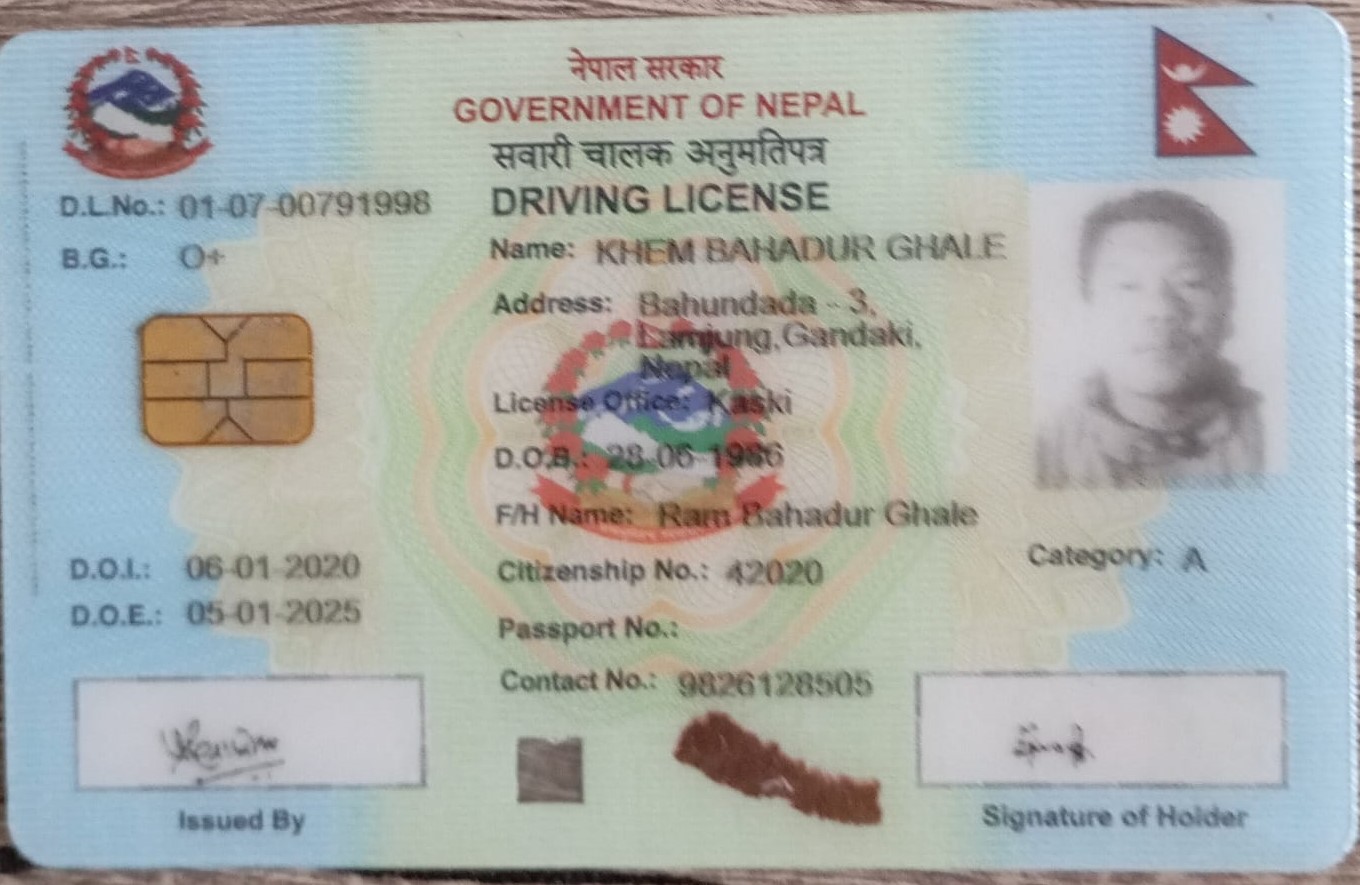 नेपाल सरकार
GOVERNMENT OF NEPAL
सवारी चालक अनुमतिपत्र
DRIVING LICENSE
D.L.No.: 01-07-00791998
B.G.: O+
Name: KHEM BAHADUR GHALE
Address: Bahundada - 3,
Lamjung,Gandaki,
Nepal
License Office: Kaski
D.O.B.: 28-06-1986
F/H Name: Ram Bahadur Ghale
Category: A
D.O.I.: 06-01-2020
Citizenship No.: 42020
D.O.E.: 05-01-2025
Passport No.:
Contact No.: 9826128505
Issued By
Signature of Holder